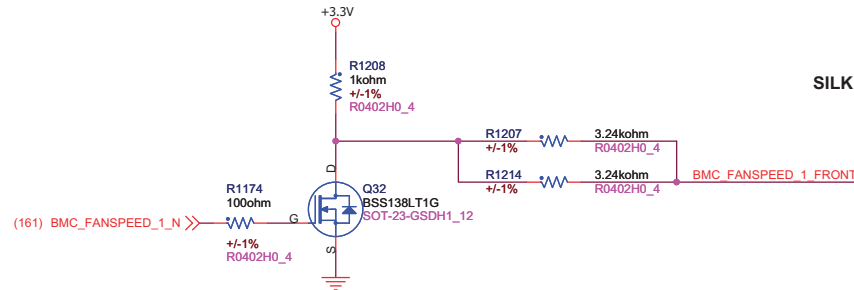 +3.3V
R1208
1kohm
+/-1%
R0402H0_4
SILK
R1207
+/-1%
3.24kohm
R0402H0_4
R1214
+/-1%
3.24kohm
R0402H0_4
BMC_FANSPEED_1_FRONT
D
Q32
BSS138LT1G
SOT-23-GSDH1_12
R1174
100ohm
G
(161) BMC_FANSPEED_1_N
+/-1%
R0402H0_4
S